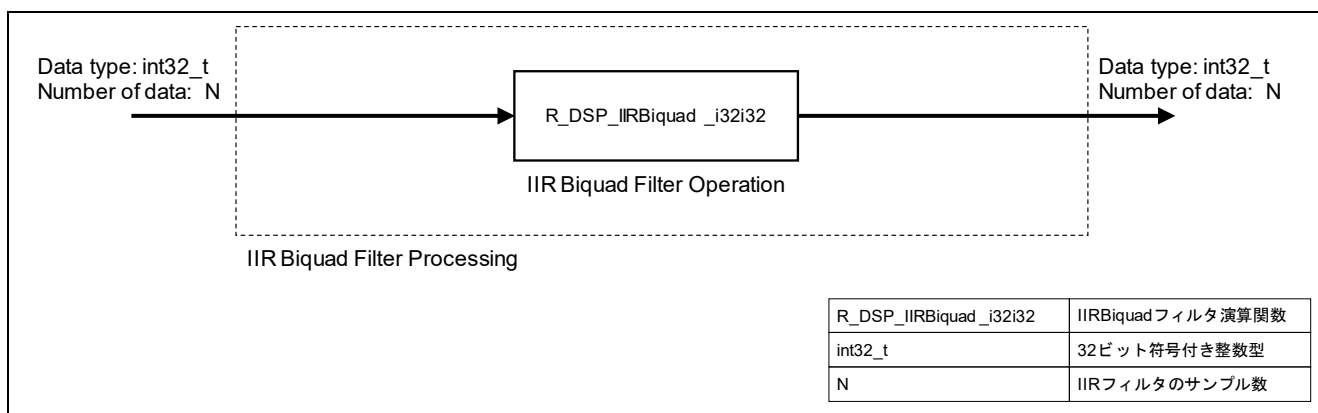 Data type: int32_t
Number of data: N
R_DSP_IIRBiquad _i32i32
Data type: int32_t
Number of data: N
IIR Biquad Filter Operation
IIR Biquad Filter Processing
R_DSP_IIRBiquad _i32i32 IIRBiquadフィルタ演算関数
int32_t 32ビット符号付き整数型
N IIRフィルタのサンプル数